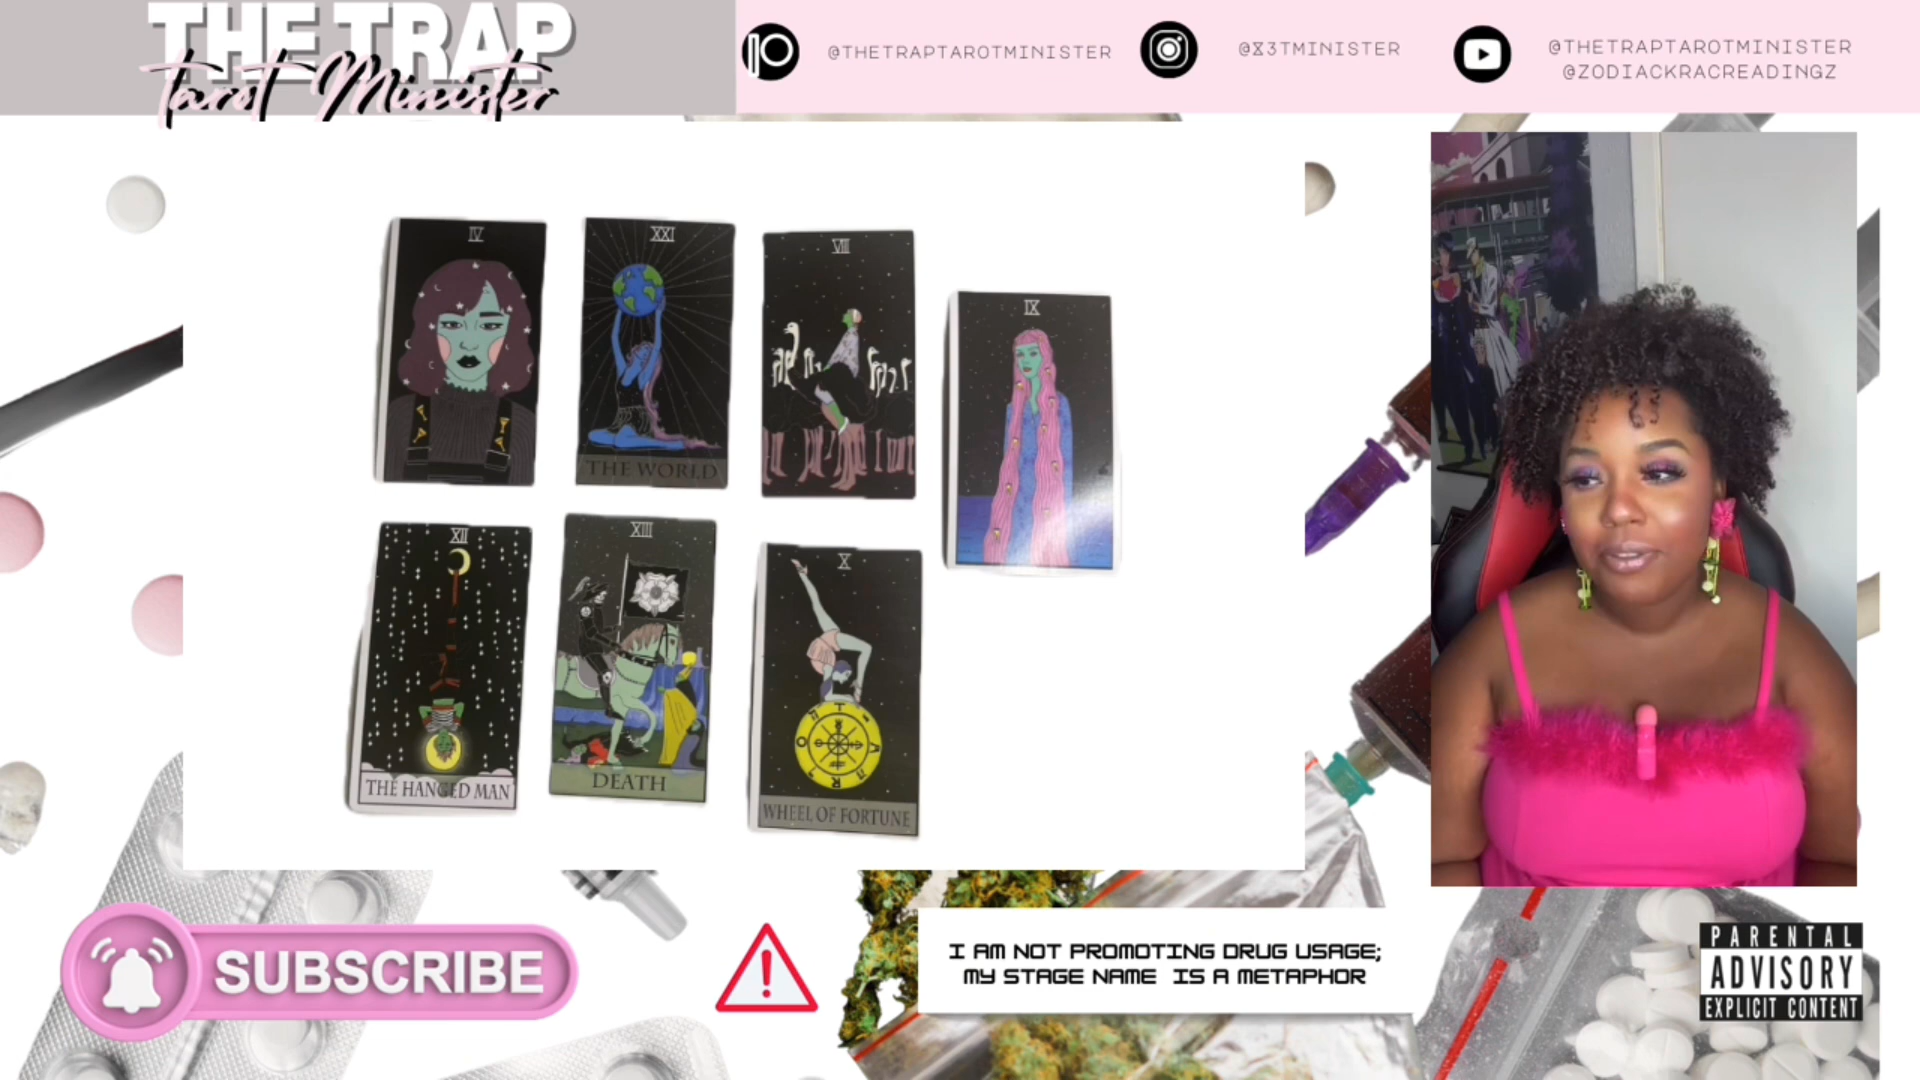 THE TRAP
tarot Minister
@THETRAPTAROTMINISTER
@X3TMINISTER
@THETRAPTAROTMINISTER
@ZODIACKRACREADINGZ
IV
XXI
THE WORLD
VIII
IX
XII
THE HANGED MAN
XIII
DEATH
X
WHEEL OF FORTUNE
SUBSCRIBE
!
I AM NOT PROMOTING DRUG USAGE;
MY STAGE NAME IS A METAPHOR
PARENTAL
ADVISORY
EXPLICIT CONTENT